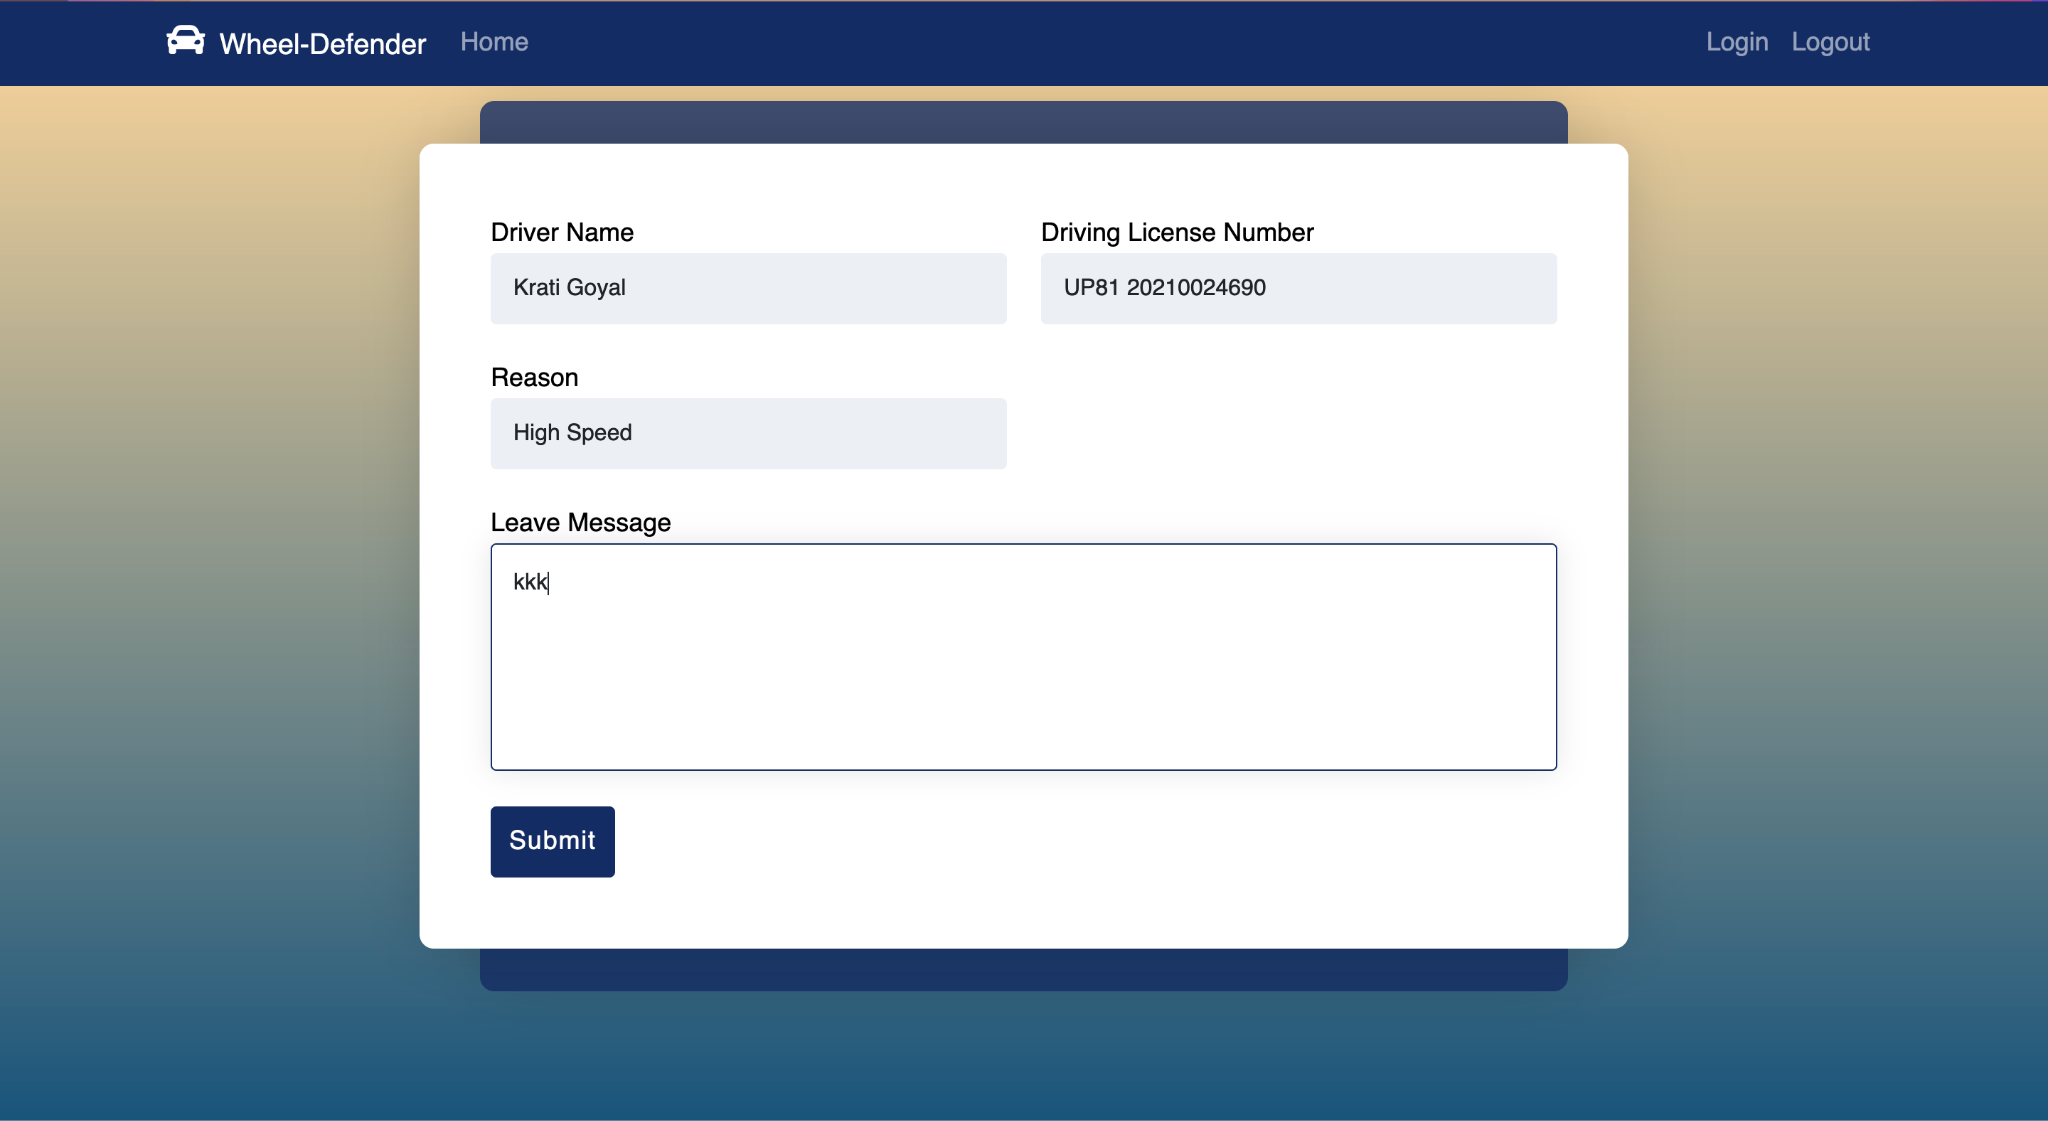 Wheel-Defender Home Login Logout
Driver Name Driving License Number
Krati Goyal UP81 20210024690
Reason
High Speed
Leave Message
kkk
Submit